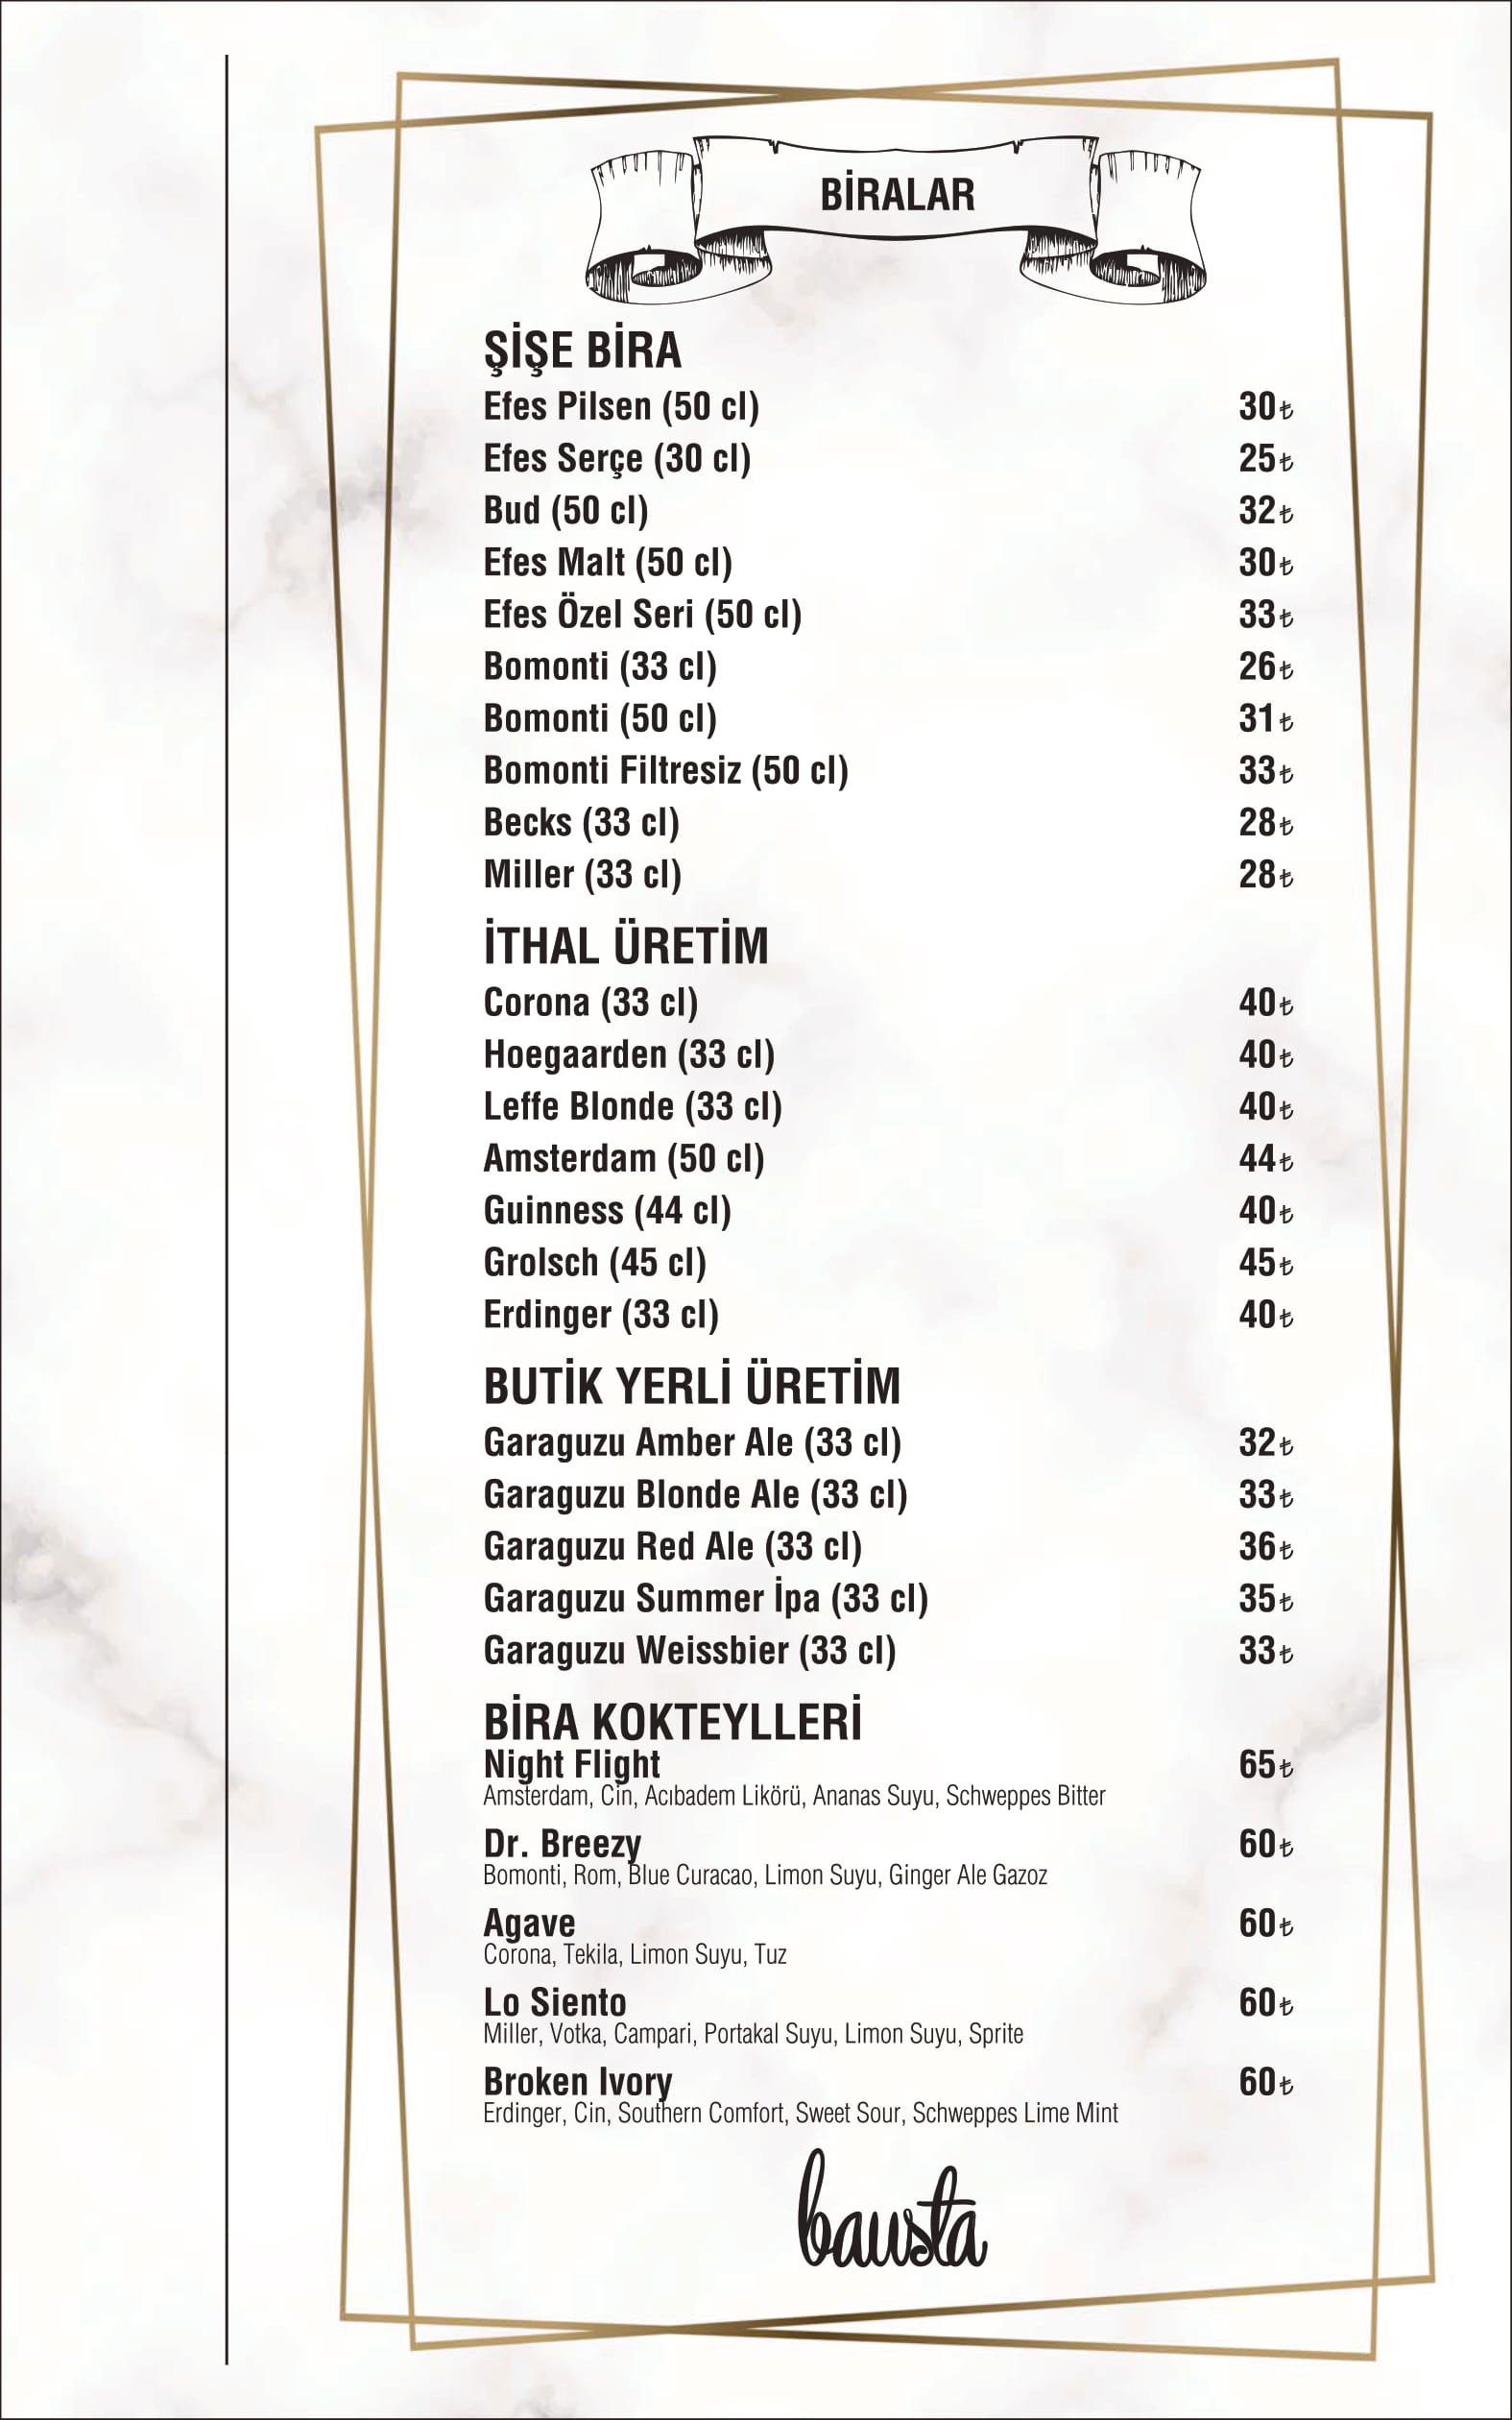 BİRALAR
ŞİŞE BİRA
Efes Pilsen (50 cl) 30₺
Efes Serçe (30 cl) 25₺
Bud (50 cl) 32₺
Efes Malt (50 cl) 30₺
Efes Özel Seri (50 cl) 33₺
Bomonti (33 cl) 26₺
Bomonti (50 cl) 31₺
Bomonti Filtresiz (50 cl) 33₺
Becks (33 cl) 28₺
Miller (33 cl) 28₺
İTHAL ÜRETİM
Corona (33 cl) 40₺
Hoegaarden (33 cl) 40₺
Leffe Blonde (33 cl) 40₺
Amsterdam (50 cl) 44₺
Guinness (44 cl) 40₺
Grolsch (45 cl) 45₺
Erdinger (33 cl) 40₺
BUTİK YERLİ ÜRETİM
Garaguzu Amber Ale (33 cl) 32₺
Garaguzu Blonde Ale (33 cl) 33₺
Garaguzu Red Ale (33 cl) 36₺
Garaguzu Summer İpa (33 cl) 35₺
Garaguzu Weissbier (33 cl) 33₺
BİRA KOKTEYLLERİ
Night Flight 65₺
Amsterdam, Cin, Acıbadem Likörü, Ananas Suyu, Schweppes Bitter
Dr. Breezy 60₺
Bomonti, Rom, Blue Curacao, Limon Suyu, Ginger Ale Gazoz
Agave 60₺
Corona, Tekila, Limon Suyu, Tuz
Lo Siento 60₺
Miller, Votka, Campari, Portakal Suyu, Limon Suyu, Sprite
Broken Ivory 60₺
Erdinger, Cin, Southern Comfort, Sweet Sour, Schweppes Lime Mint
bausta